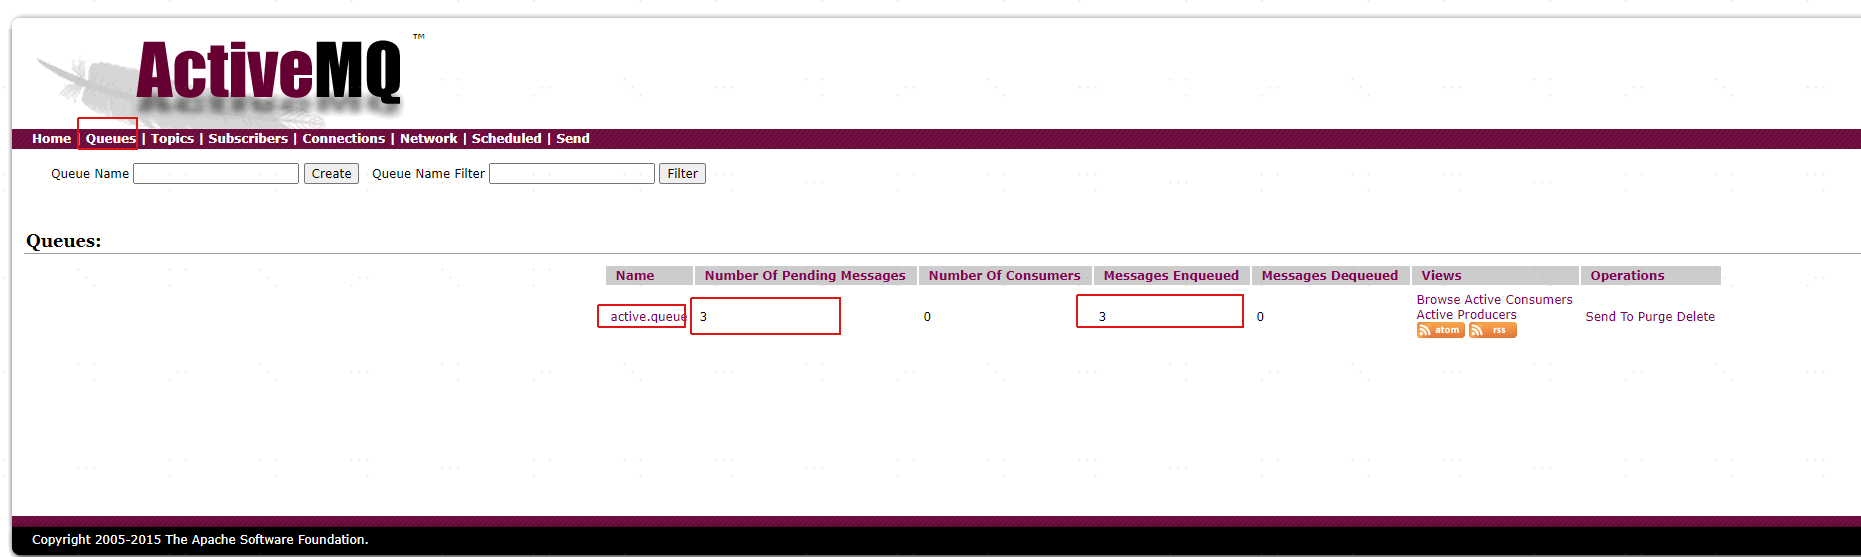 ActiveMQ ™
Home | Queues | Topics | Subscribers | Connections | Network | Scheduled | Send
Queue Name Create Queue Name Filter Filter
Queues:
Name Number Of Pending Messages Number Of Consumers Messages Enqueued Messages Dequeued Views Operations
active.queue 3 0 3 0 Browse Active Consumers
Active Producers
atom rss
Send To Purge Delete
Copyright 2005-2015 The Apache Software Foundation.